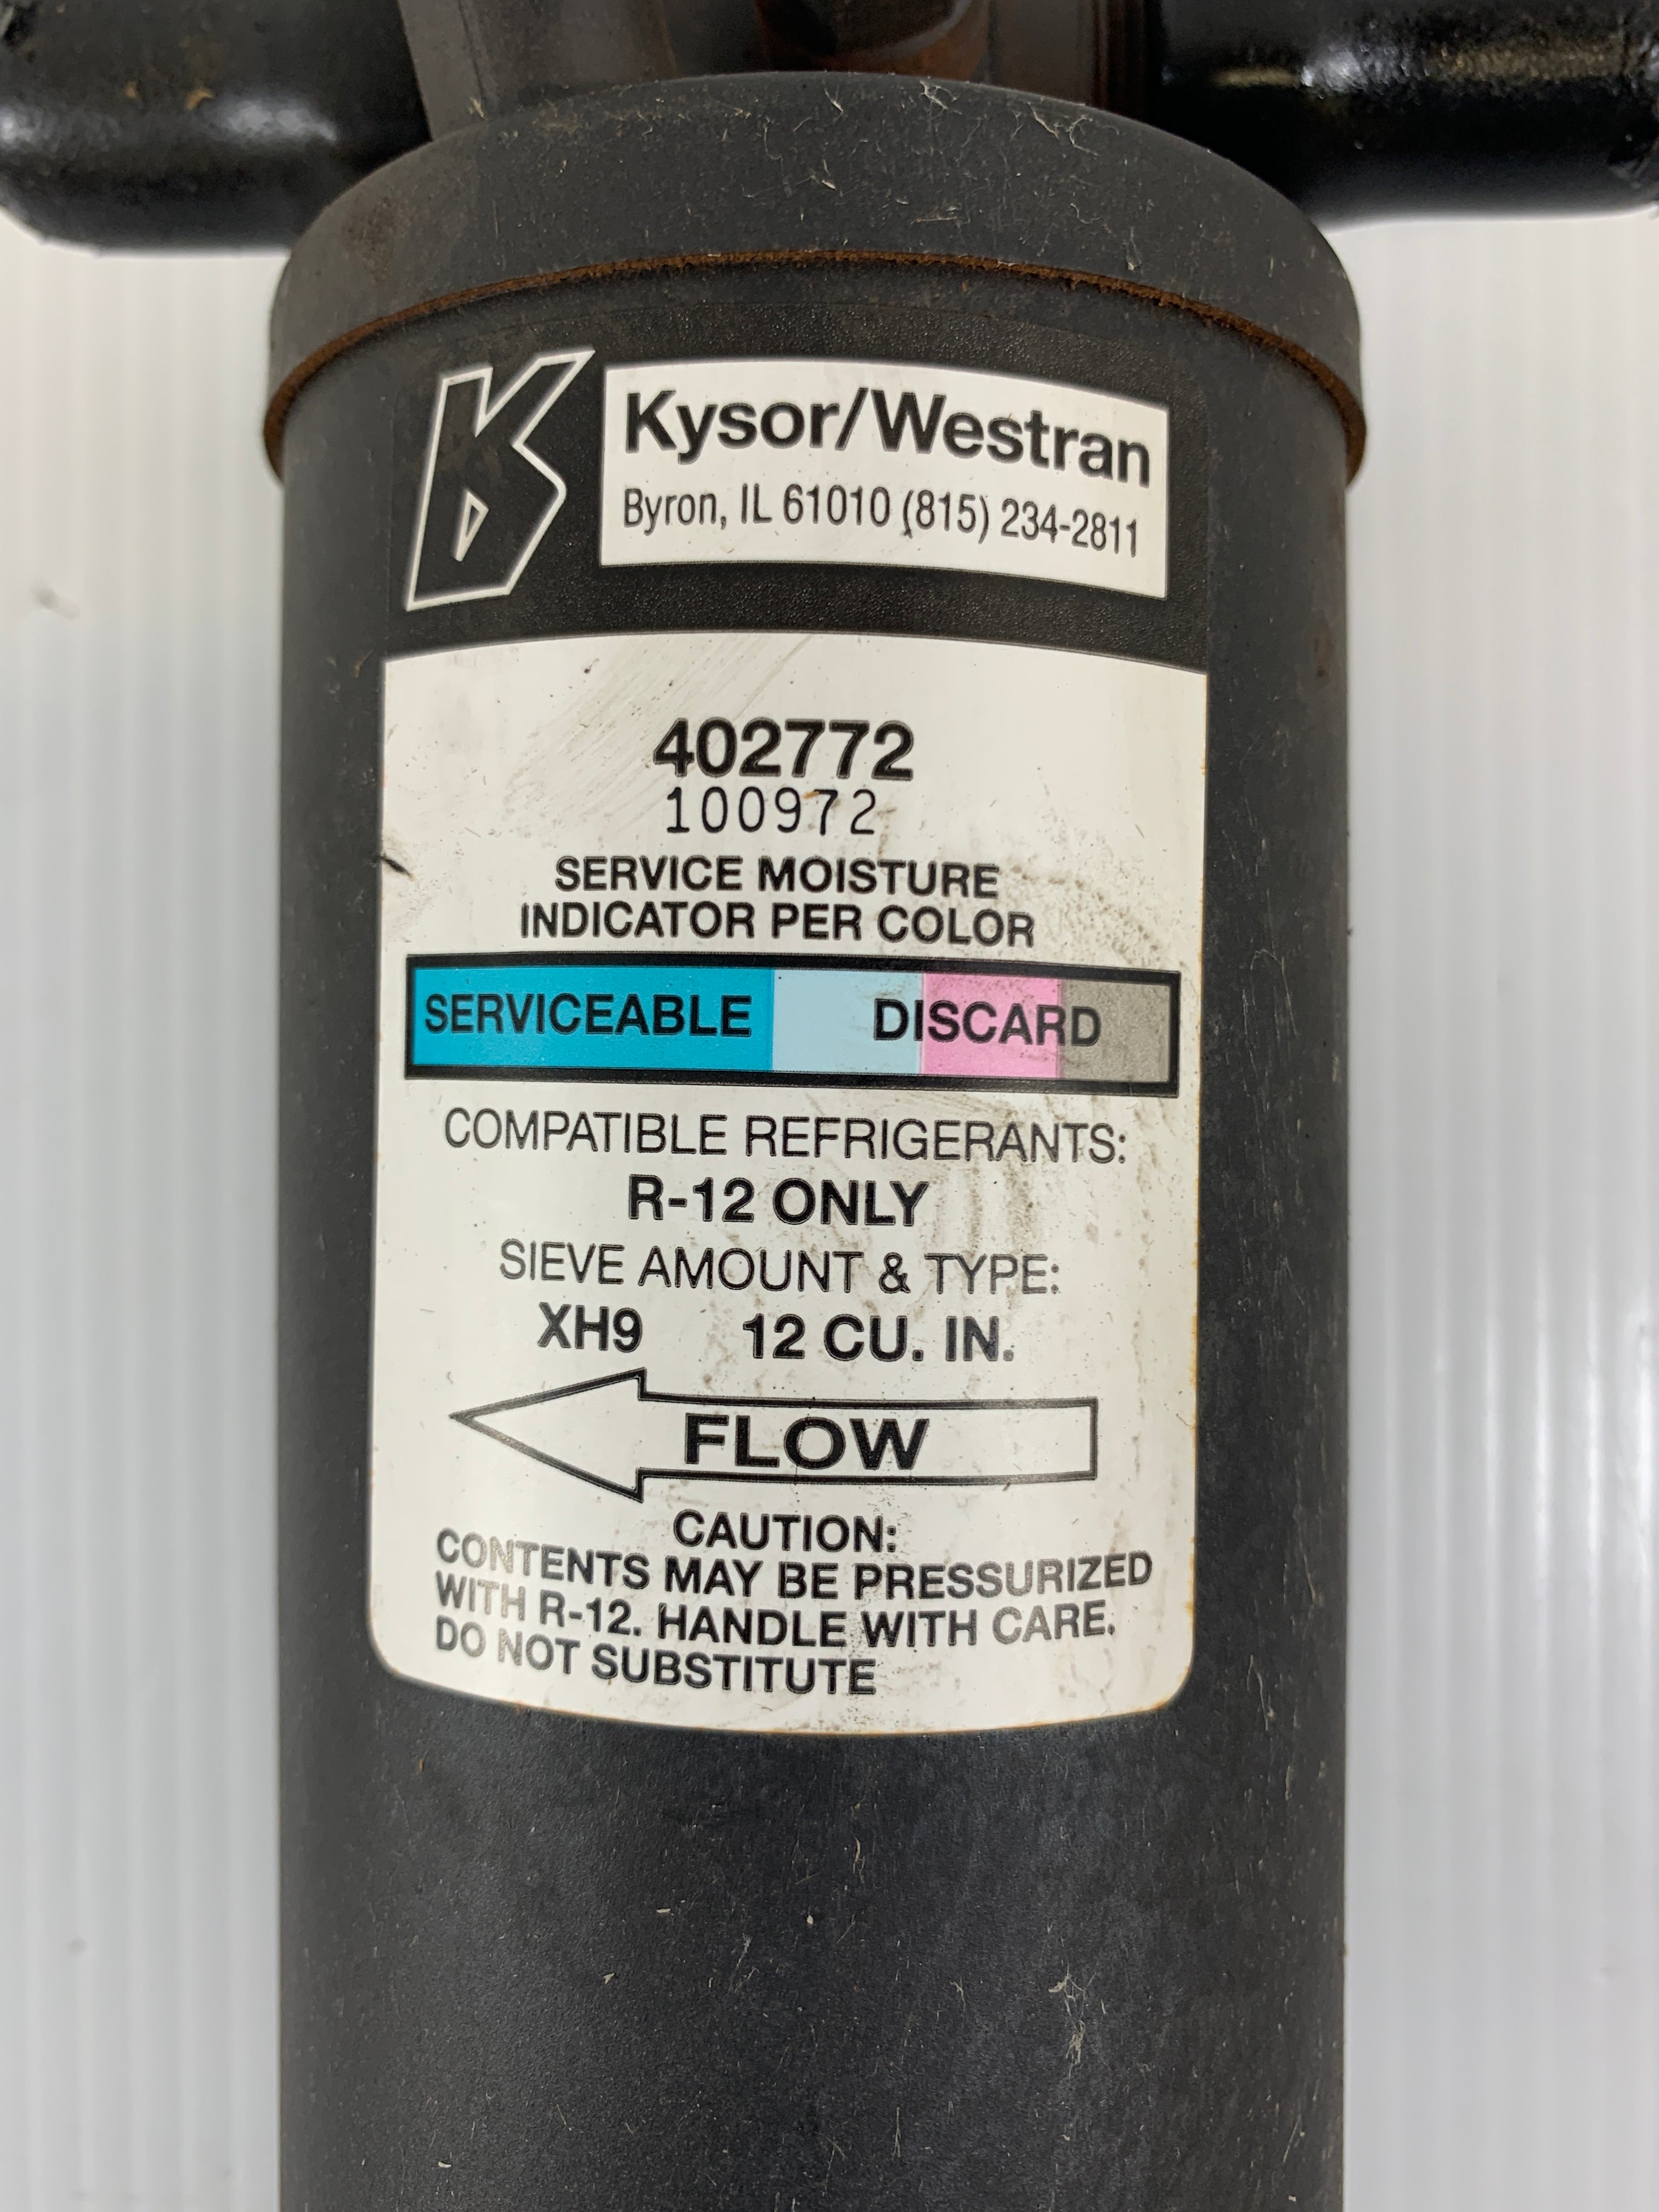 Kysor/Westran
Byron, IL 61010 (815) 234-2811
402772
100972
SERVICE MOISTURE
INDICATOR PER COLOR
SERVICEABLE DISCARD
COMPATIBLE REFRIGERANTS:
R-12 ONLY
SIEVE AMOUNT & TYPE:
XH9 12 CU. IN.
FLOW
CAUTION:
CONTENTS MAY BE PRESSURIZED
WITH R-12. HANDLE WITH CARE.
DO NOT SUBSTITUTE